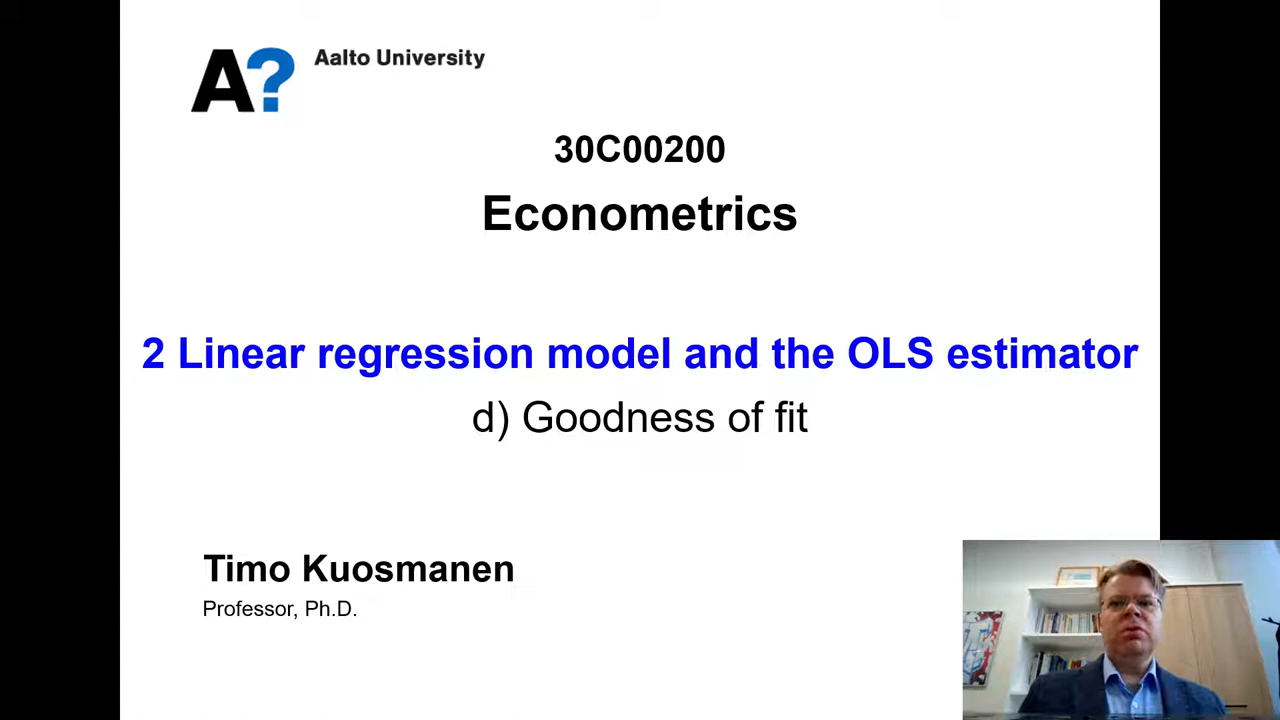 A?
Aalto University
30C00200
Econometrics
2 Linear regression model and the OLS estimator
d) Goodness of fit
Timo Kuosmanen
Professor, Ph.D.